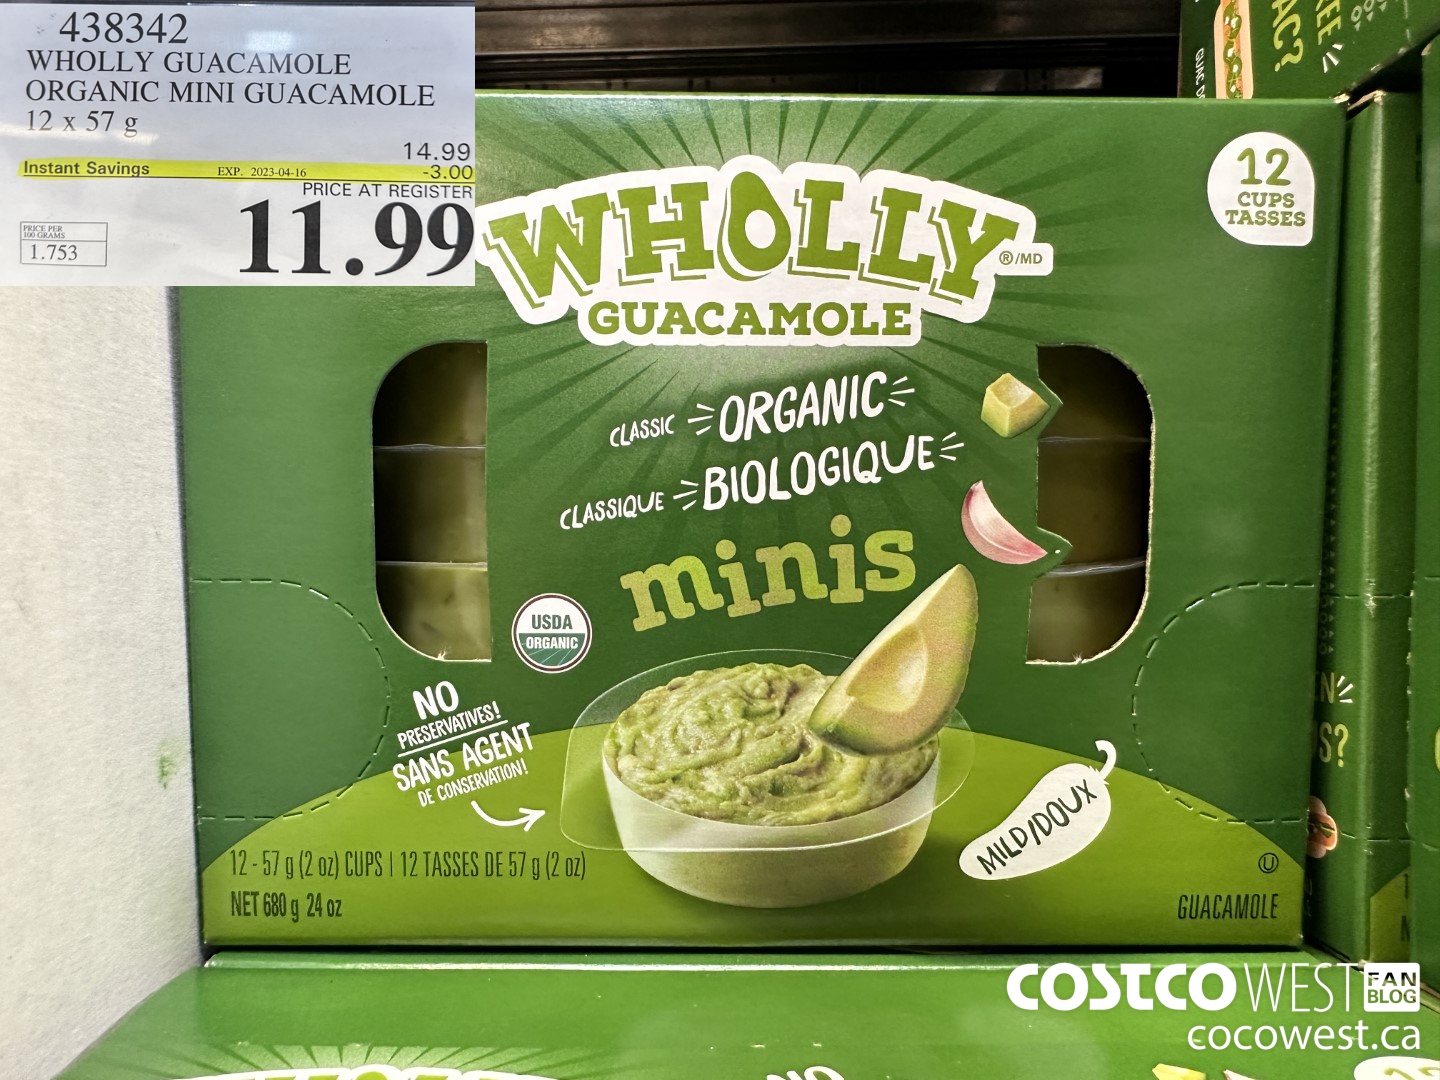 438342
WHOLLY GUACAMOLE
ORGANIC MINI GUACAMOLE
12 x 57 g
14.99
Instant Savings EXP. 2023-04-16 -3.00
PRICE AT REGISTER
11.99
PRICE PER
100 GRAMS
1.753
12
CUPS
TASSES
WHOLLY
®/MD
GUACAMOLE
CLASSIC ORGANIC
CLASSIQUE BIOLOGIQUE
minis
USDA
ORGANIC
NO
PRESERVATIVES!
SANS AGENT
DE CONSERVATION!
MILD/DOUX
12 - 57 g (2 oz) CUPS | 12 TASSES DE 57 g (2 oz)
NET 680 g 24 oz
U
GUACAMOLE
COSTCO WEST FAN BLOG
cocowest.ca